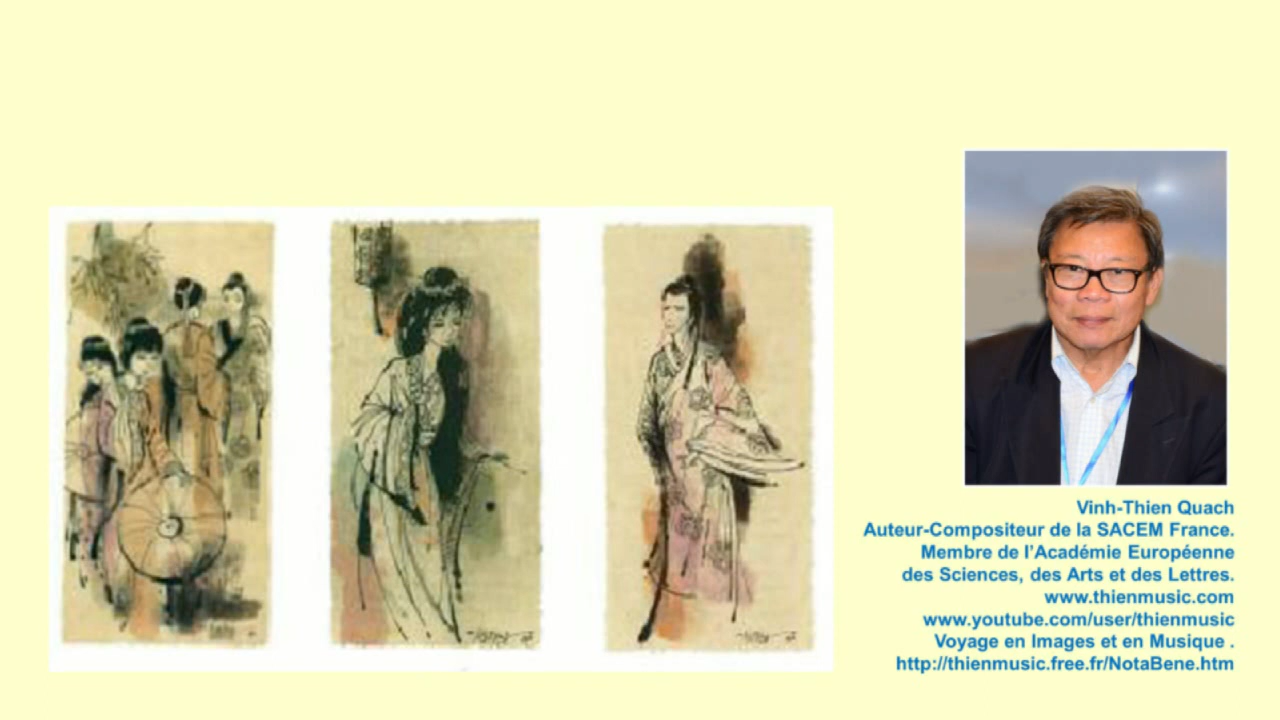 Vinh-Thien Quach
Auteur-Compositeur de la SACEM France.
Membre de l'Académie Européenne
des Sciences, des Arts et des Lettres.
www.thienmusic.com
www.youtube.com/user/thienmusic
Voyage en Images et en Musique .
http://thienmusic.free.fr/NotaBene.htm